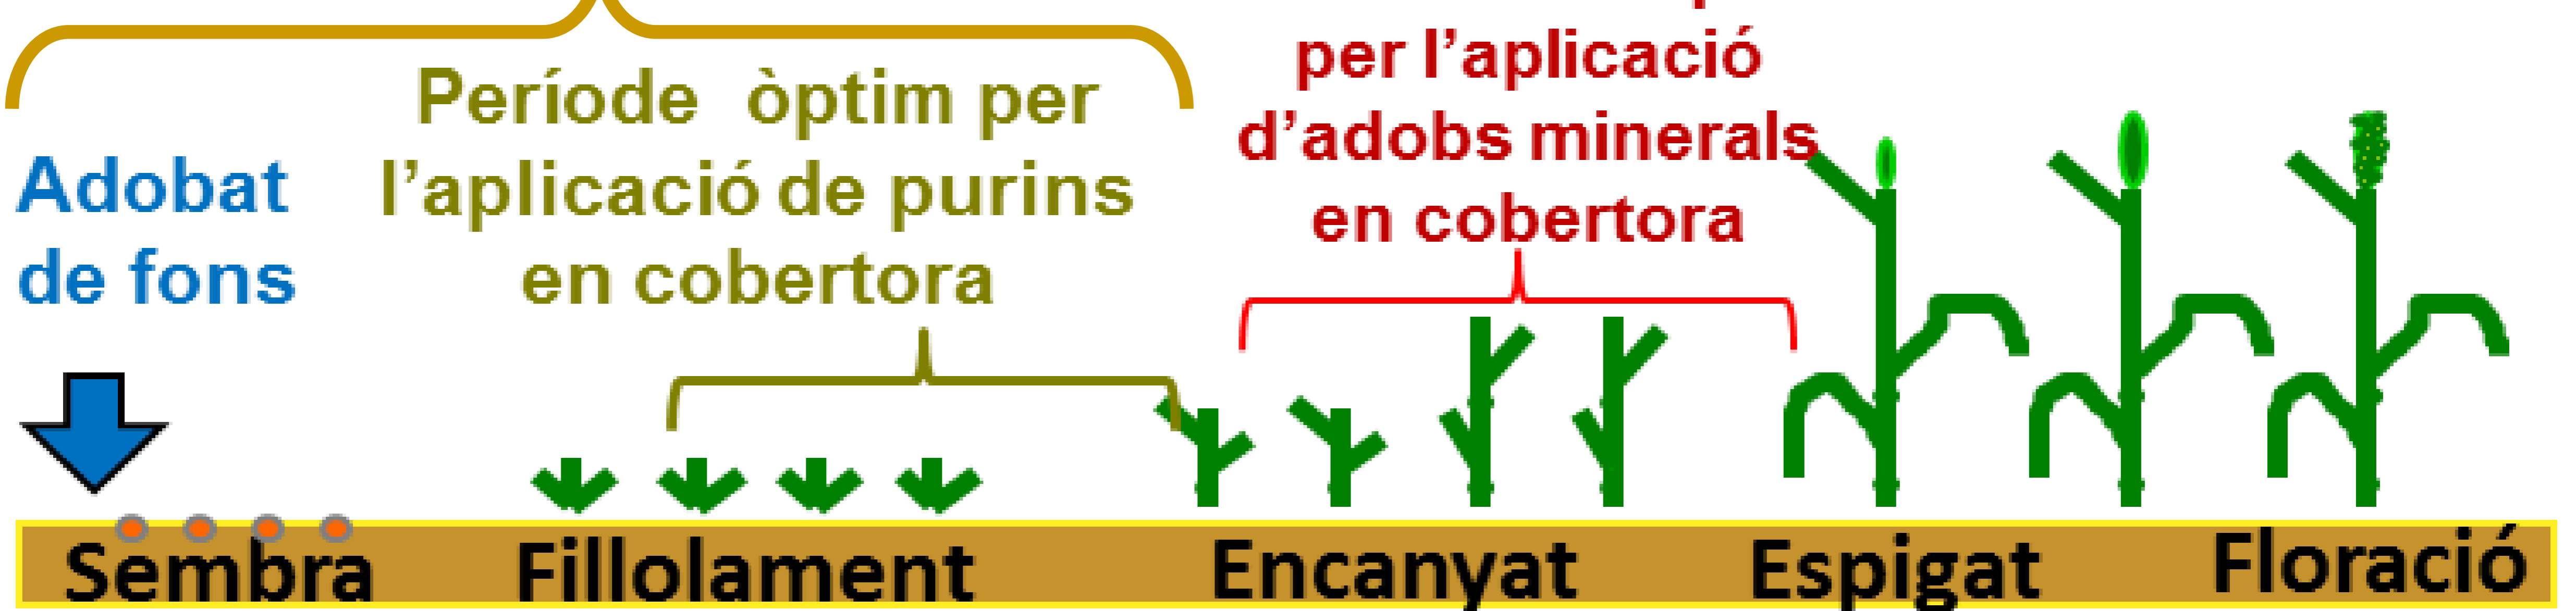 Adobat
de fons
Període òptim per
l’aplicació de purins
en cobertora
per l’aplicació
d’adobs minerals
en cobertora
Sembra
Fillolament
Encanyat
Espigat
Floració